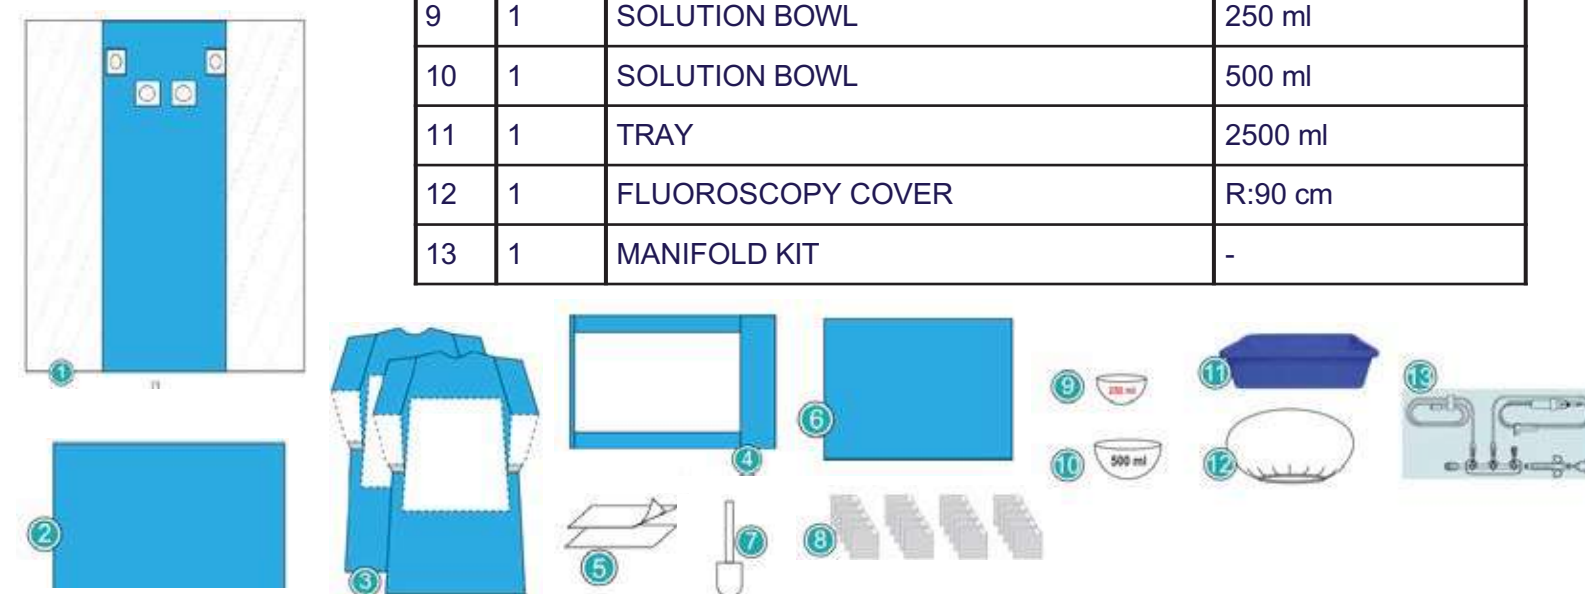 9 1 SOLUTION BOWL 250 ml
10 1 SOLUTION BOWL 500 ml
11 1 TRAY 2500 ml
12 1 FLUOROSCOPY COVER R:90 cm
13 1 MANIFOLD KIT -
1
2
3
4
5
6
7
8
9 250 ml
10 500 ml
11
12
13